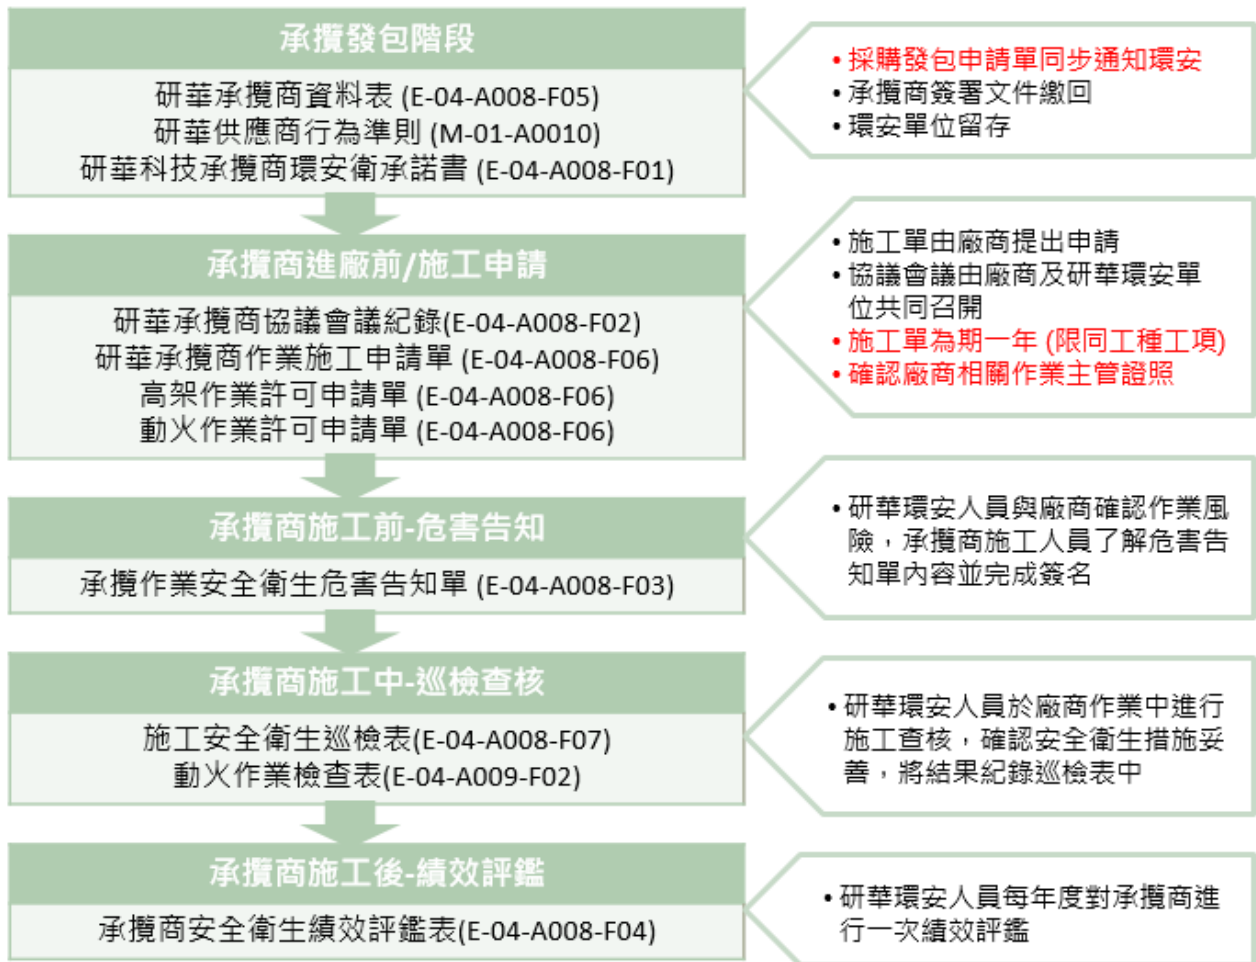 承攬發包階段
研華承攬商資料表 (E-04-A008-F05)
研華供應商行為準則 (M-01-A0010)
研華科技承攬商環安衛承諾書 (E-04-A008-F01)
• 採購發包申請單同步通知環安
• 承攬商簽署文件繳回
• 環安單位留存
承攬商進廠前/施工申請
研華承攬商協議會議紀錄(E-04-A008-F02)
研華承攬商作業施工申請單 (E-04-A008-F06)
高架作業許可申請單 (E-04-A008-F06)
動火作業許可申請單 (E-04-A008-F06)
• 施工單由廠商提出申請
• 協議會議由廠商及研華環安單
位共同召開
• 施工單為期一年 (限同工種工項)
• 確認廠商相關作業主管證照
承攬商施工前-危害告知
承攬作業安全衛生危害告知單 (E-04-A008-F03)
• 研華環安人員與廠商確認作業風
險，承攬商施工人員了解危害告
知單內容並完成簽名
承攬商施工中-巡檢查核
施工安全衛生巡檢表(E-04-A008-F07)
動火作業檢查表(E-04-A009-F02)
• 研華環安人員於廠商作業中進行
施工查核，確認安全衛生措施妥
善，將結果紀錄巡檢表中
承攬商施工後-績效評鑑
承攬商安全衛生績效評鑑表(E-04-A008-F04)
• 研華環安人員每年度對承攬商進
行一次績效評鑑